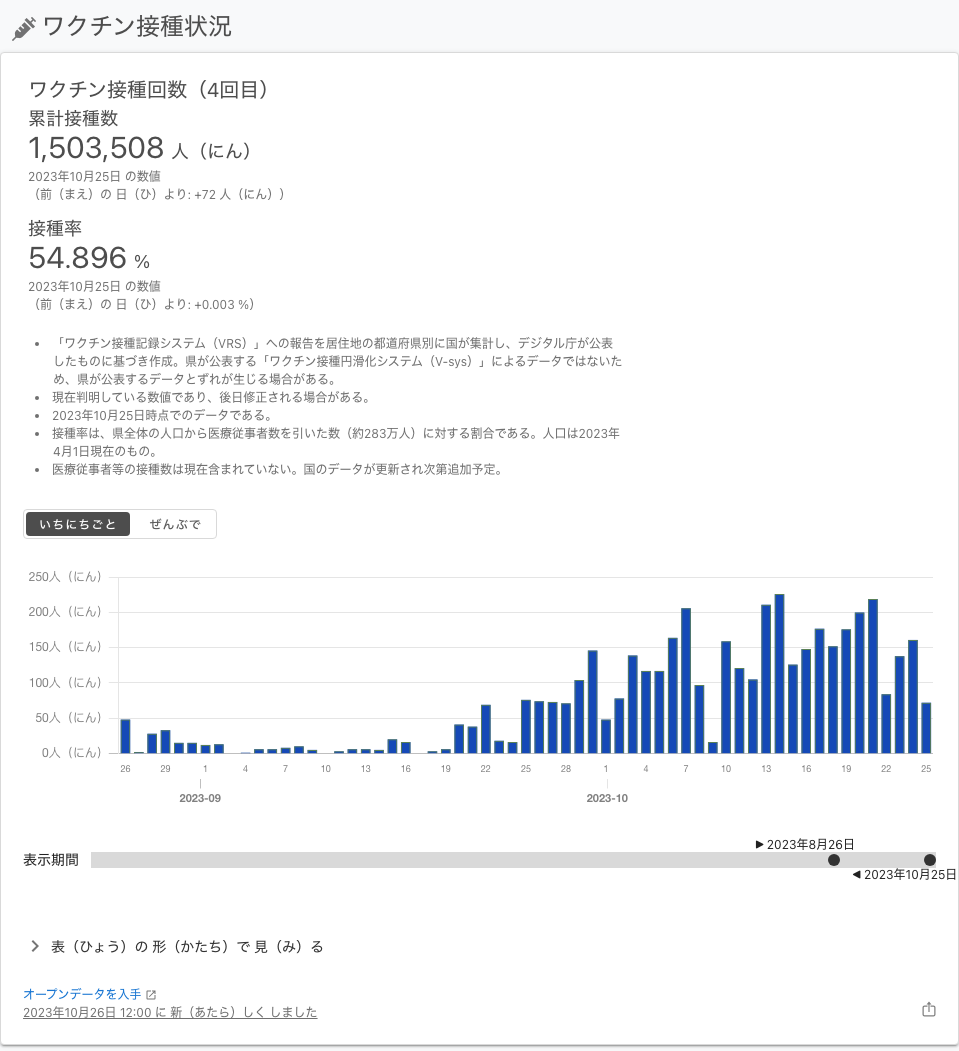 ワクチン接種状況
ワクチン接種回数（4回目）
累計接種数
1,503,508 人（にん）
2023年10月25日 の数値
（前（まえ）の 日（ひ）より: +72 人（にん））
接種率
54.896 %
2023年10月25日 の数値
（前（まえ）の 日（ひ）より: +0.003 %）
• 「ワクチン接種記録システム（VRS）」への報告を居住地の都道府県別に国が集計し、デジタル庁が公表
したものに基づき作成。県が公表する「ワクチン接種円滑化システム（V-sys）」によるデータではないた
め、県が公表するデータとずれが生じる場合がある。
• 現在判明している数値であり、後日修正される場合がある。
• 2023年10月25日時点でのデータである。
• 接種率は、県全体の人口から医療従事者数を引いた数（約283万人）に対する割合である。人口は2023年
4月1日現在のもの。
• 医療従事者等の接種数は現在含まれていない。国のデータが更新され次第追加予定。
いちにちごと ぜんぶで
250人（にん）
200人（にん）
150人（にん）
100人（にん）
50人（にん）
0人（にん）
26 29 1 4 7 10 13 16 19 22 25 28 1 4 7 10 13 16 19 22 25
2023-09 2023-10
▶ 2023年8月26日
表示期間
◀ 2023年10月25日
表（ひょう）の 形（かたち）で 見（み）る
オープンデータを入手
2023年10月26日 12:00 に 新（あたら）しく しました